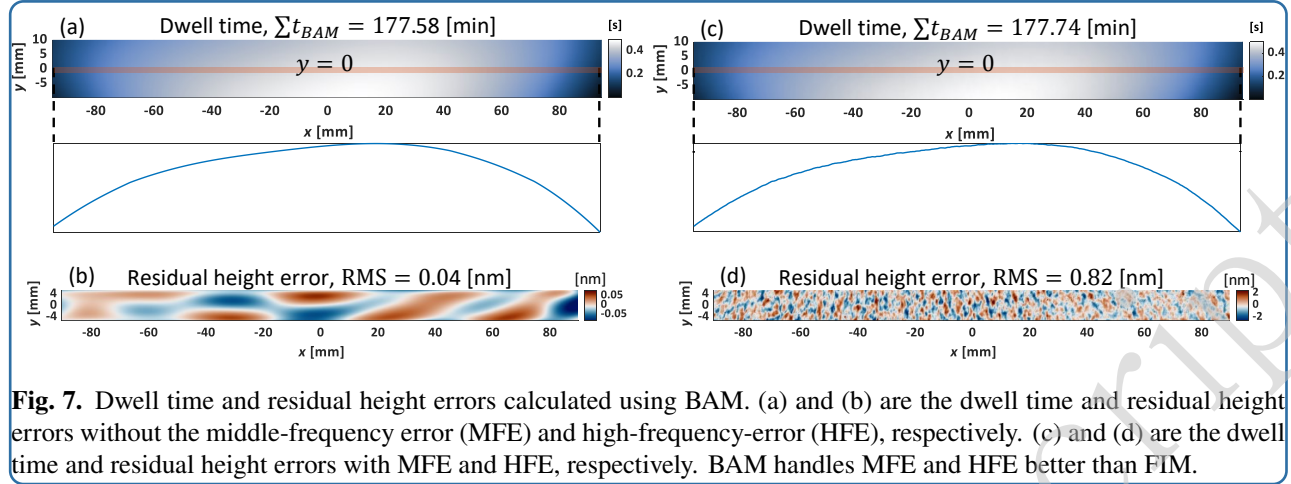 (a) Dwell time, ∑t_BAM = 177.58 [min]
[s]
y [mm]
10
5
0
-5
y = 0
0.4
0.2
-80 -60 -40 -20 0 20 40 60 80
x [mm]
(b) Residual height error, RMS = 0.04 [nm]
[nm]
y [mm]
4
0
-4
0.05
0
-0.05
-80 -60 -40 -20 0 20 40 60 80
x [mm]
(c) Dwell time, ∑t_BAM = 177.74 [min]
[s]
y [mm]
10
5
0
-5
y = 0
0.4
0.2
-80 -60 -40 -20 0 20 40 60 80
x [mm]
(d) Residual height error, RMS = 0.82 [nm]
[nm]
y [mm]
4
0
-4
2
0
-2
-80 -60 -40 -20 0 20 40 60 80
x [mm]
Fig. 7. Dwell time and residual height errors calculated using BAM. (a) and (b) are the dwell time and residual height
errors without the middle-frequency error (MFE) and high-frequency-error (HFE), respectively. (c) and (d) are the dwell
time and residual height errors with MFE and HFE, respectively. BAM handles MFE and HFE better than FIM.
cript